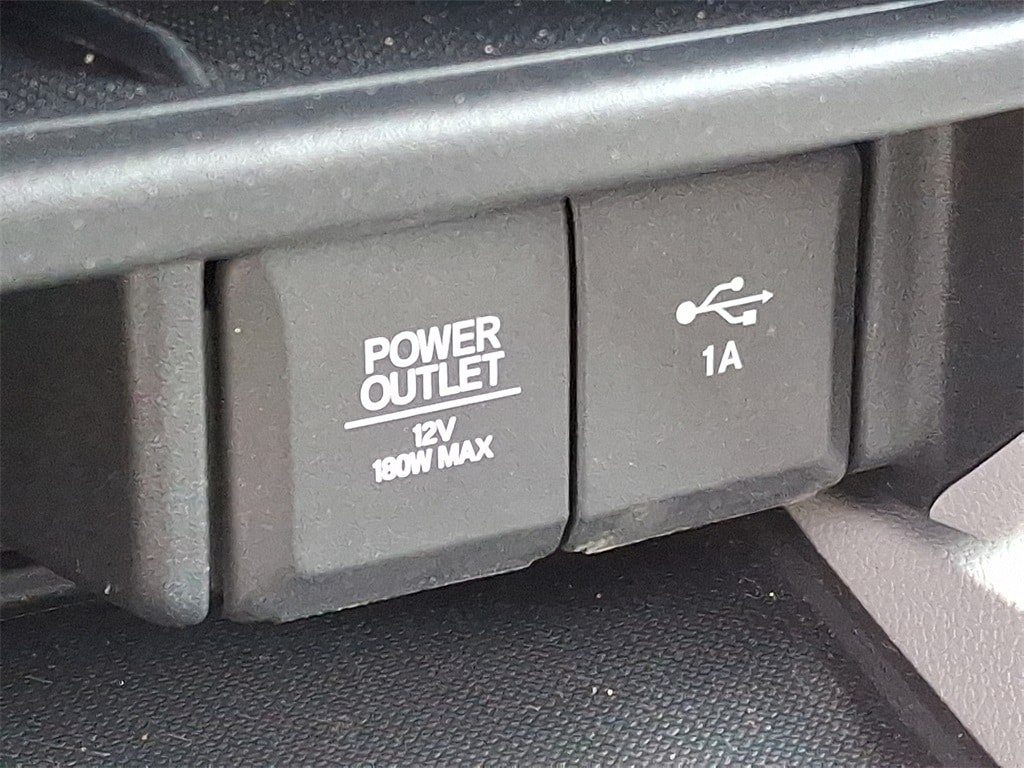 POWER
OUTLET
12V
180W MAX
1A